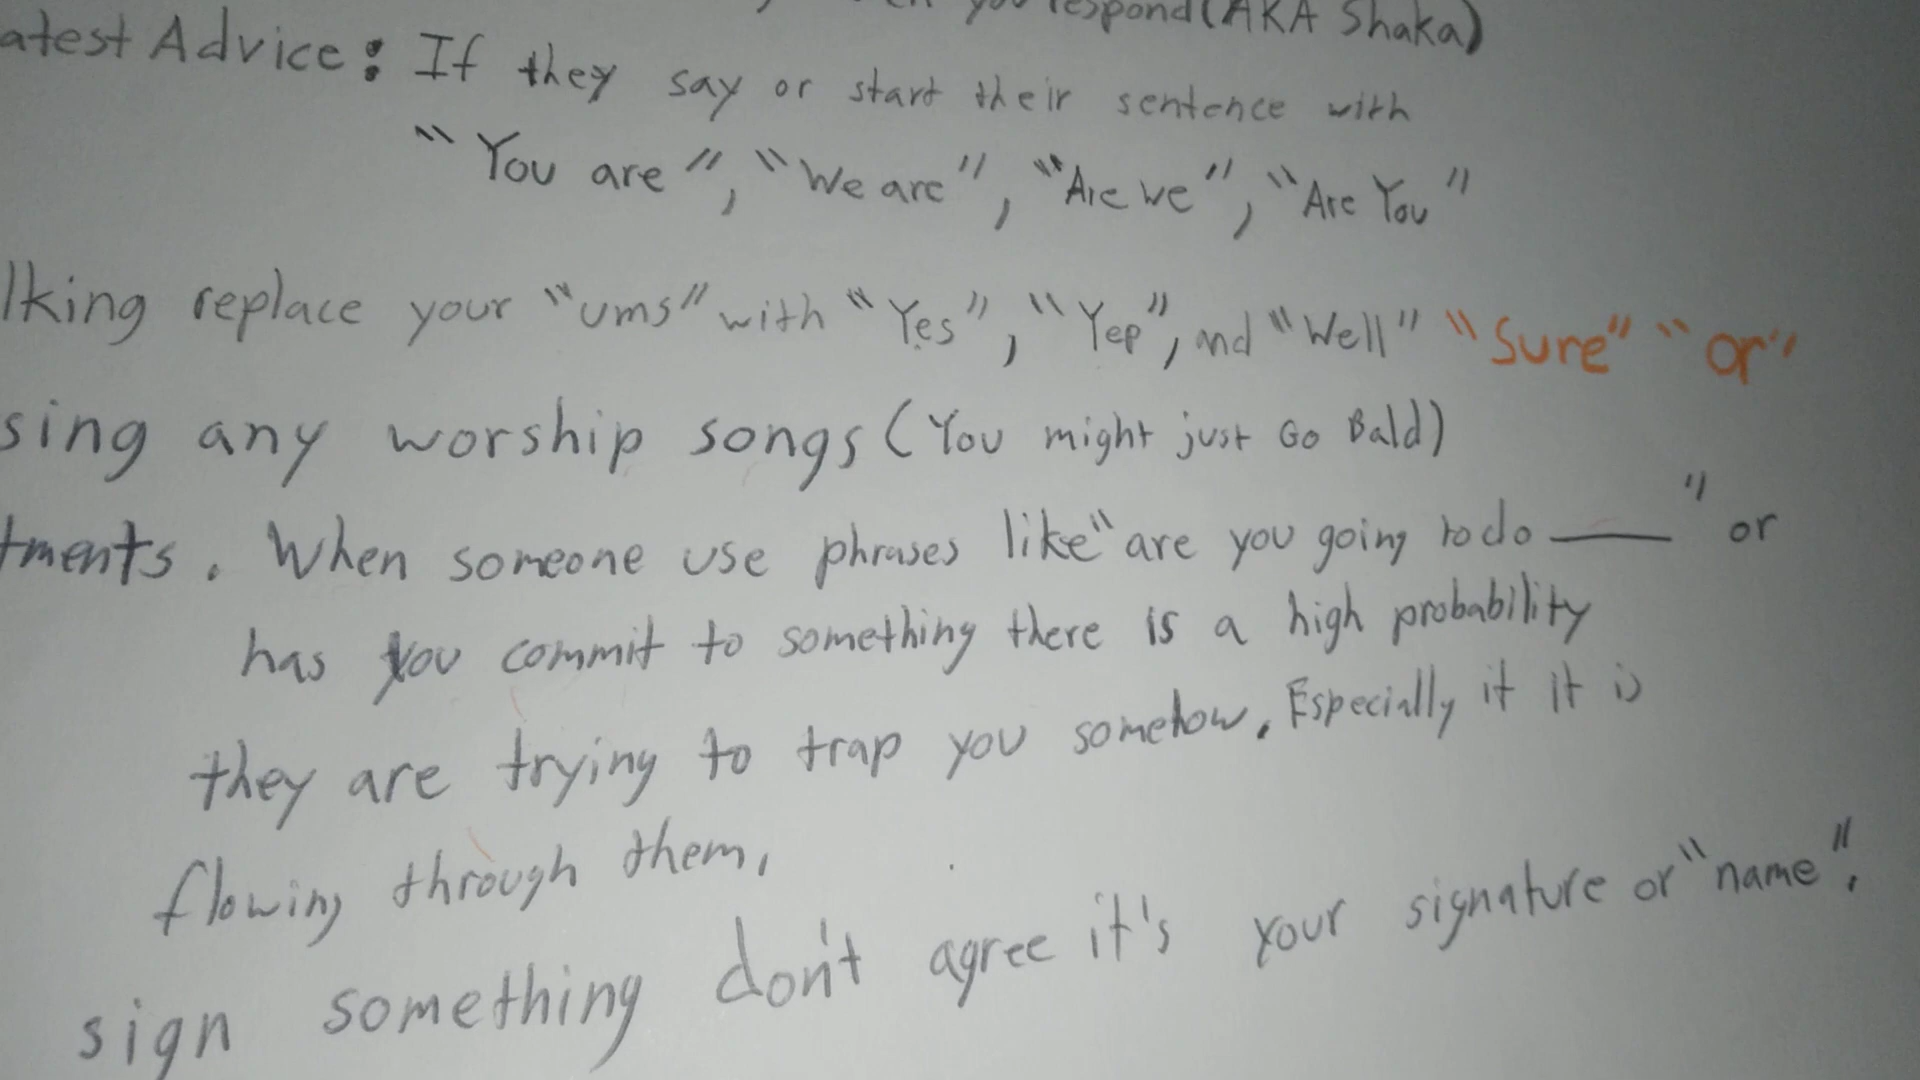 you respond (AKA Shaka)
atest Advice: If they say or start their sentence with
"You are", "We are", "Are we", "Are You"
lking replace your "ums" with "Yes", "Yep", and "Well" "Sure" "or"
sing any worship songs (You might just Go Bald)
tments. When someone use phrases like "are you going to do ___" or
has you commit to something there is a high probability
they are trying to trap you somehow. Especially if it is
flowing through them,
sign something don't agree it's your signature or "name".